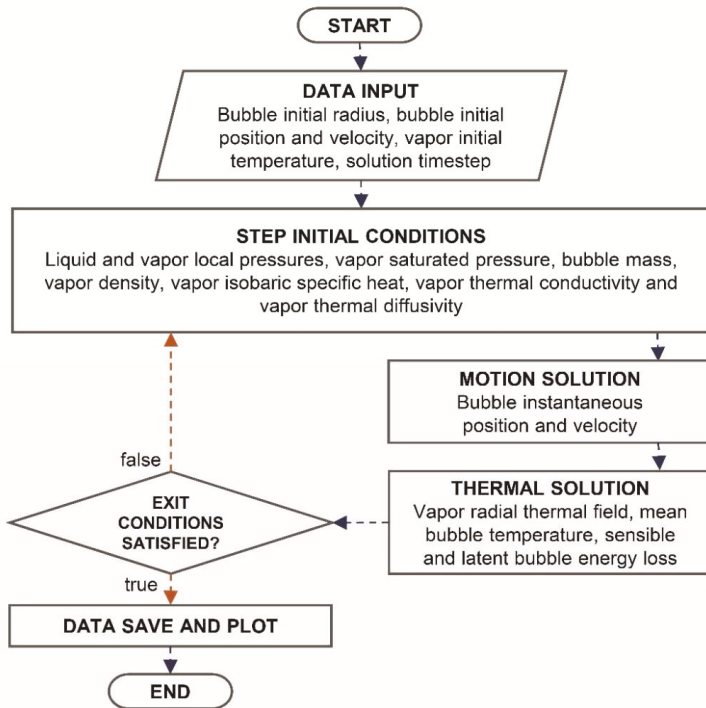 START
DATA INPUT
Bubble initial radius, bubble initial
position and velocity, vapor initial
temperature, solution timestep
STEP INITIAL CONDITIONS
Liquid and vapor local pressures, vapor saturated pressure, bubble mass,
vapor density, vapor isobaric specific heat, vapor thermal conductivity and
vapor thermal diffusivity
MOTION SOLUTION
Bubble instantaneous
position and velocity
THERMAL SOLUTION
Vapor radial thermal field, mean
bubble temperature, sensible
and latent bubble energy loss
false
EXIT
CONDITIONS
SATISFIED?
true
DATA SAVE AND PLOT
END